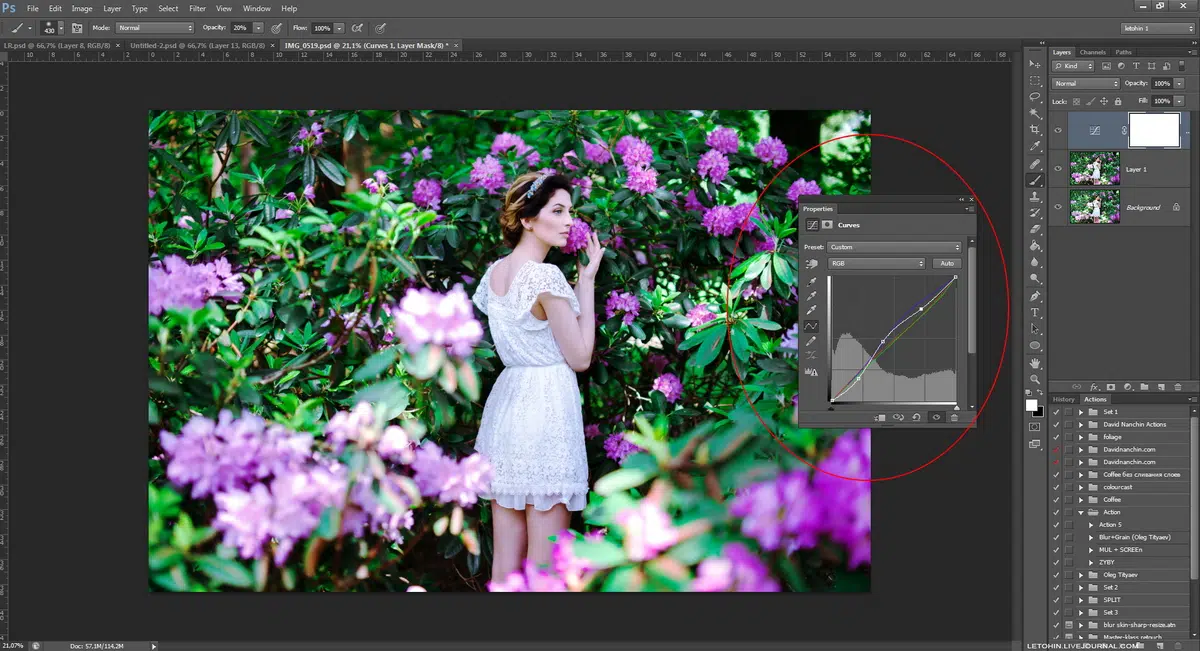 Ps File Edit Image Layer Type Select Filter View Window Help
430 Mode: Normal Opacity: 20% Flow: 100% letohin 1
LR.psd @ 66,7% (Layer 8, RGB/8) × Untitled-2.psd @ 66,7% (Layer 13, RGB/8) × IMG_0519.psd @ 21,1% (Curves 1, Layer Mask/8) * ×
Layers Channels Paths
Kind
Normal Opacity: 100%
Lock: Fill: 100%
Layer 1
Background
Properties
Curves
Preset: Custom
RGB Auto
History Actions
Set 1
David Nanchin Actions
foliage
Davidnanchin.com
Davidnanchin.com
Coffee без сливания слоев
colourcast
Coffee
Action
Action 5
Blur+Grain (Oleg Tityaev)
MUL + SCREEn
ZYBY
Oleg Tityaev
Set 2
SPLIT
Set 3
blur skin-sharp-resize.atn
Master-klass retouch
21,07% Doc: 57,1M/114,2M
LETOHIN.LIVEJOURNAL.COM